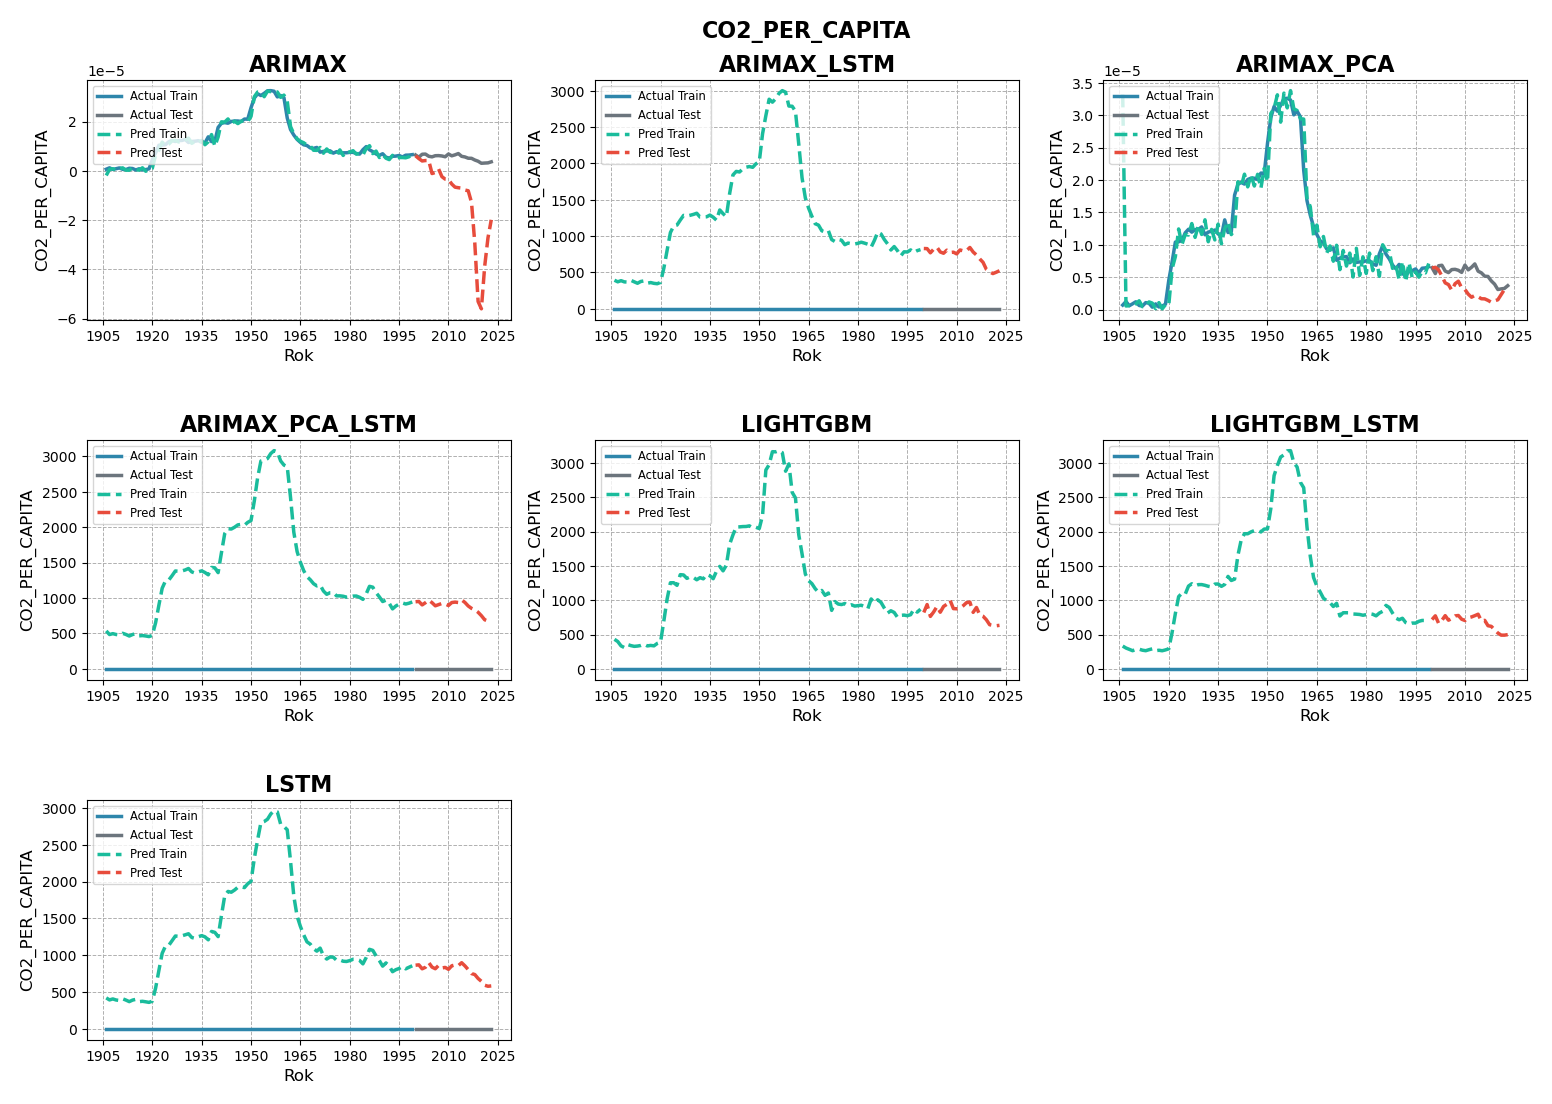 CO2_PER_CAPITA
ARIMAX
1e−5
CO2_PER_CAPITA
2
0
−2
−4
−6
Actual Train
Actual Test
Pred Train
Pred Test
1905 1920 1935 1950 1965 1980 1995 2010 2025
Rok
ARIMAX_LSTM
CO2_PER_CAPITA
3000
2500
2000
1500
1000
500
0
Actual Train
Actual Test
Pred Train
Pred Test
1905 1920 1935 1950 1965 1980 1995 2010 2025
Rok
ARIMAX_PCA
1e−5
CO2_PER_CAPITA
3.5
3.0
2.5
2.0
1.5
1.0
0.5
0.0
Actual Train
Actual Test
Pred Train
Pred Test
1905 1920 1935 1950 1965 1980 1995 2010 2025
Rok
ARIMAX_PCA_LSTM
CO2_PER_CAPITA
3000
2500
2000
1500
1000
500
0
Actual Train
Actual Test
Pred Train
Pred Test
1905 1920 1935 1950 1965 1980 1995 2010 2025
Rok
LIGHTGBM
CO2_PER_CAPITA
3000
2500
2000
1500
1000
500
0
Actual Train
Actual Test
Pred Train
Pred Test
1905 1920 1935 1950 1965 1980 1995 2010 2025
Rok
LIGHTGBM_LSTM
CO2_PER_CAPITA
3000
2500
2000
1500
1000
500
0
Actual Train
Actual Test
Pred Train
Pred Test
1905 1920 1935 1950 1965 1980 1995 2010 2025
Rok
LSTM
CO2_PER_CAPITA
3000
2500
2000
1500
1000
500
0
Actual Train
Actual Test
Pred Train
Pred Test
1905 1920 1935 1950 1965 1980 1995 2010 2025
Rok